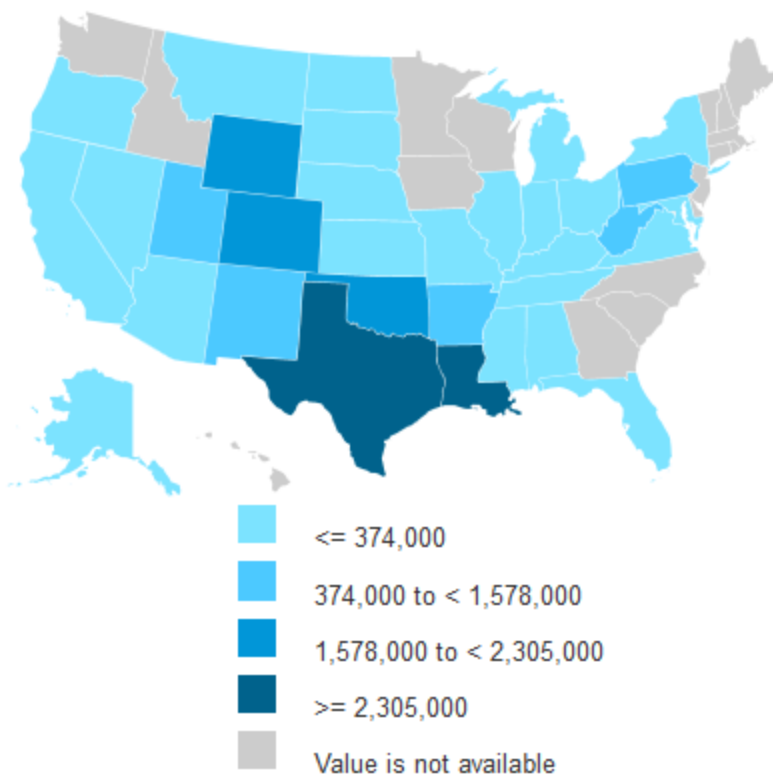 <= 374,000
374,000 to < 1,578,000
1,578,000 to < 2,305,000
>= 2,305,000
Value is not available